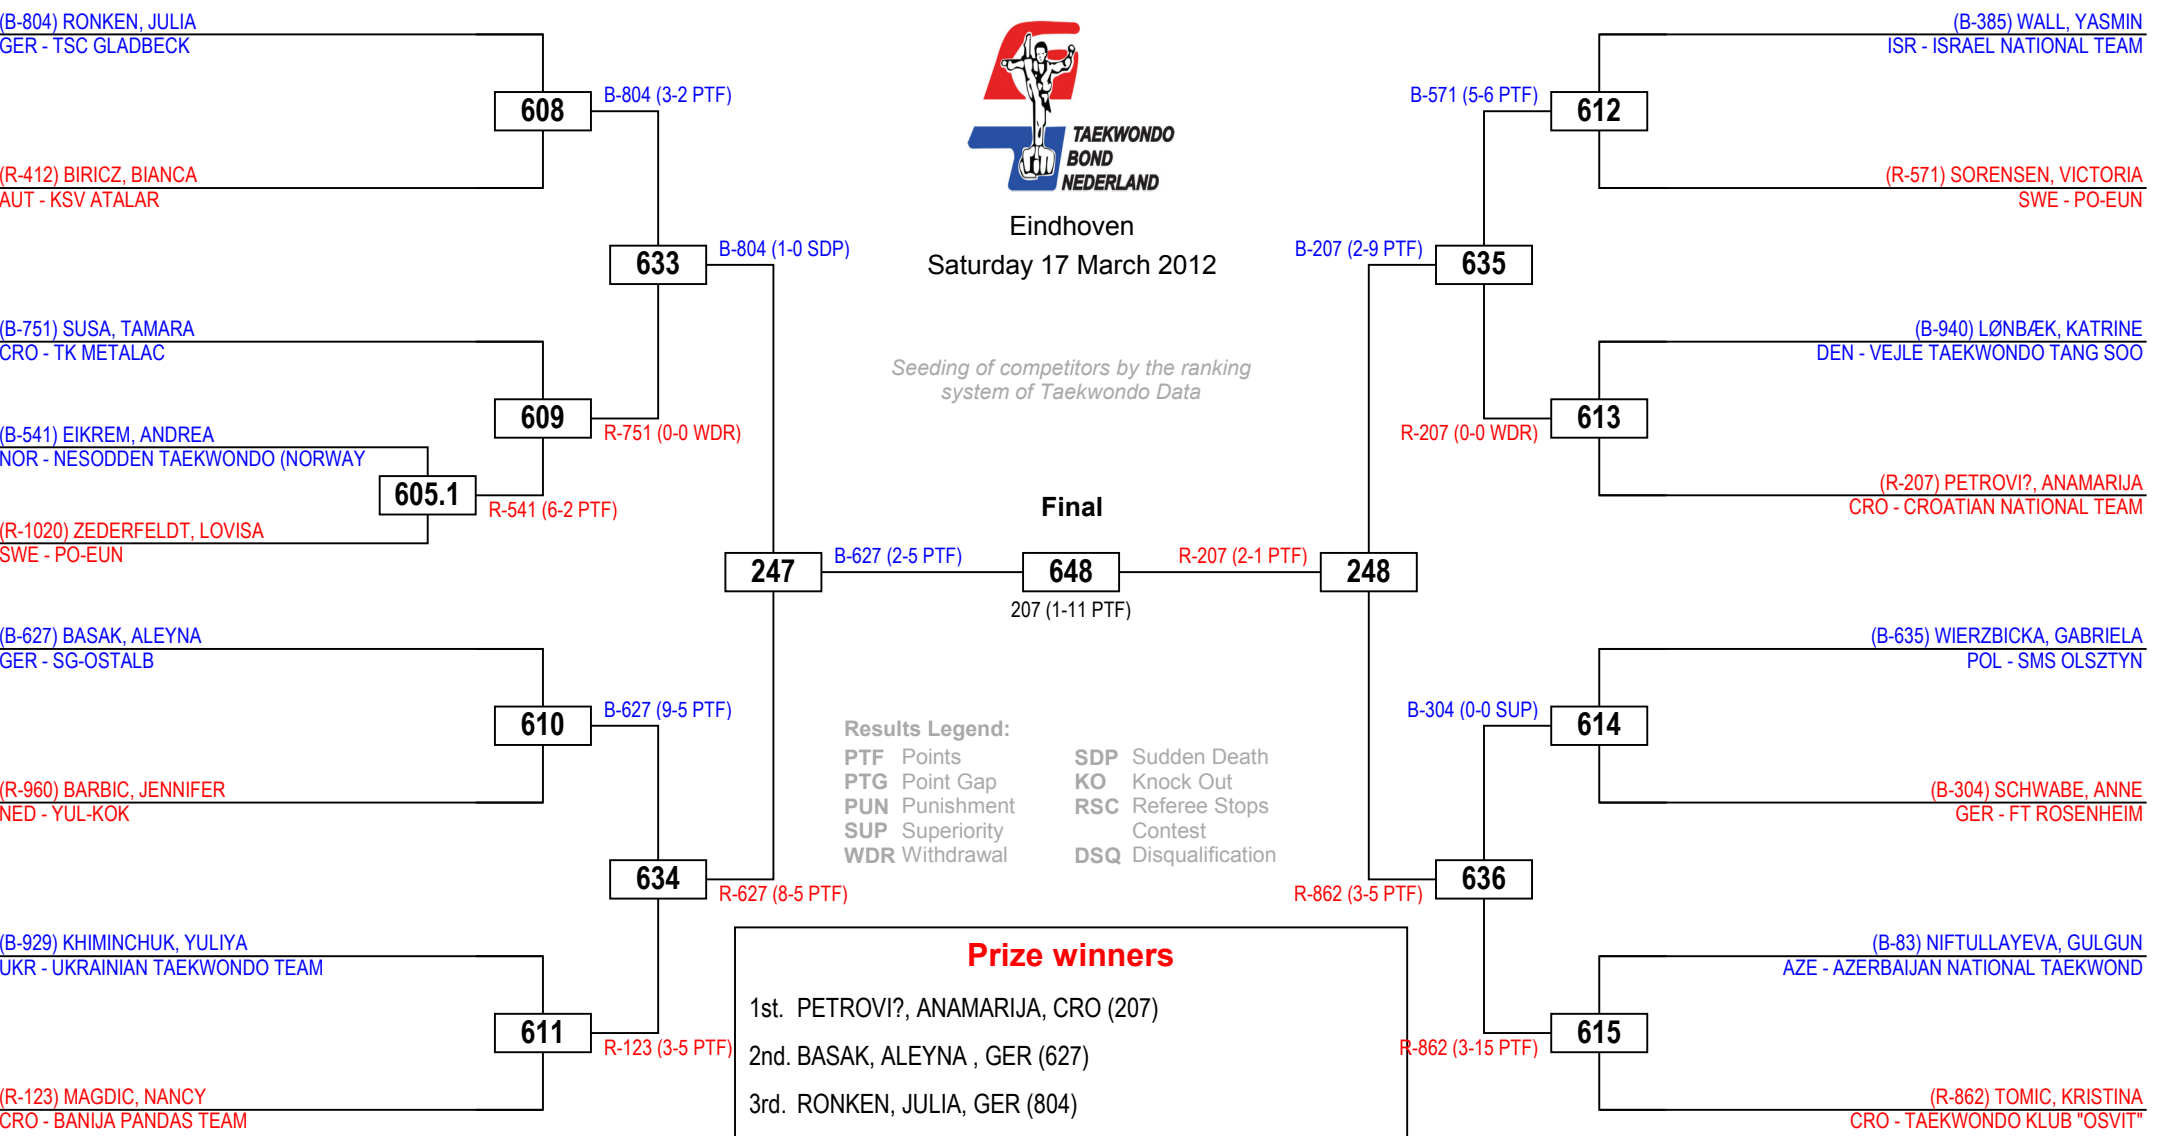 (B-804) RONKEN, JULIA
GER - TSC GLADBECK
608
B-804 (3-2 PTF)
(R-412) BIRICZ, BIANCA
AUT - KSV ATALAR
633
B-804 (1-0 SDP)
(B-751) SUSA, TAMARA
CRO - TK METALAC
609
R-751 (0-0 WDR)
(B-541) EIKREM, ANDREA
NOR - NESODDEN TAEKWONDO (NORWAY
605.1
R-541 (6-2 PTF)
(R-1020) ZEDERFELDT, LOVISA
SWE - PO-EUN
247
B-627 (2-5 PTF)
(B-627) BASAK, ALEYNA
GER - SG-OSTALB
610
B-627 (9-5 PTF)
(R-960) BARBIC, JENNIFER
NED - YUL-KOK
634
R-627 (8-5 PTF)
(B-929) KHIMINCHUK, YULIYA
UKR - UKRAINIAN TAEKWONDO TEAM
611
R-123 (3-5 PTF)
(R-123) MAGDIC, NANCY
CRO - BANIJA PANDAS TEAM
TAEKWONDO
BOND
NEDERLAND
Eindhoven
Saturday 17 March 2012
Seeding of competitors by the ranking
system of Taekwondo Data
Final
648
207 (1-11 PTF)
Results Legend:
PTF Points
PTG Point Gap
PUN Punishment
SUP Superiority
WDR Withdrawal
SDP Sudden Death
KO Knock Out
RSC Referee Stops
Contest
DSQ Disqualification
Prize winners
1st. PETROVI?, ANAMARIJA, CRO (207)
2nd. BASAK, ALEYNA , GER (627)
3rd. RONKEN, JULIA, GER (804)
(B-385) WALL, YASMIN
ISR - ISRAEL NATIONAL TEAM
B-571 (5-6 PTF)
612
(R-571) SORENSEN, VICTORIA
SWE - PO-EUN
B-207 (2-9 PTF)
635
(B-940) LØNBÆK, KATRINE
DEN - VEJLE TAEKWONDO TANG SOO
R-207 (0-0 WDR)
613
(R-207) PETROVI?, ANAMARIJA
CRO - CROATIAN NATIONAL TEAM
R-207 (2-1 PTF)
248
(B-635) WIERZBICKA, GABRIELA
POL - SMS OLSZTYN
B-304 (0-0 SUP)
614
(B-304) SCHWABE, ANNE
GER - FT ROSENHEIM
R-862 (3-5 PTF)
636
(B-83) NIFTULLAYEVA, GULGUN
AZE - AZERBAIJAN NATIONAL TAEKWOND
R-862 (3-15 PTF)
615
(R-862) TOMIC, KRISTINA
CRO - TAEKWONDO KLUB "OSVIT"